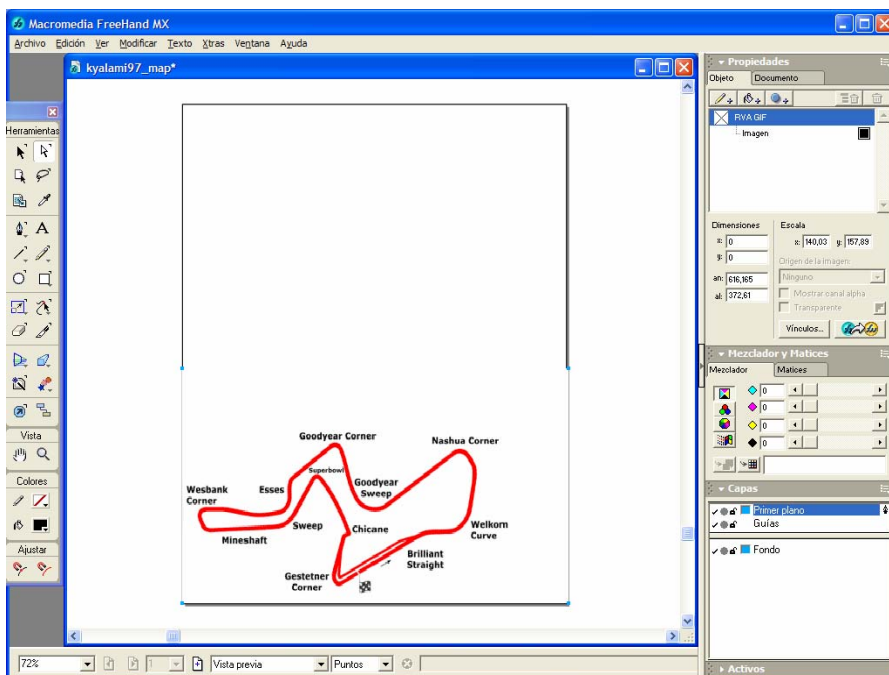 Macromedia FreeHand MX
Archivo Edición Ver Modificar Texto Xtras Ventana Ayuda
kyalami97_map*
Herramientas
Vista
Colores
Ajustar
Goodyear Corner
Nashua Corner
Superbowl
Goodyear
Sweep
Esses
Wesbank
Corner
Sweep
Mineshaft
Chicane
Welkom
Curve
Brilliant
Straight
Gestetner
Corner
72%
1
Vista previa
Puntos
Propiedades
Objeto Documento
RVA GIF
Imagen
Dimensiones Escala
x: 0
x: 140,03 y: 157,89
y: 0
Origen de la imagen:
an: 616,165
Ninguno
al: 372,61
Mostrar canal alpha
Transparente
Vínculos...
Mezclador y Matices
Mezclador Matices
0
0
0
0
Capas
Primer plano
Guías
Fondo
Activos